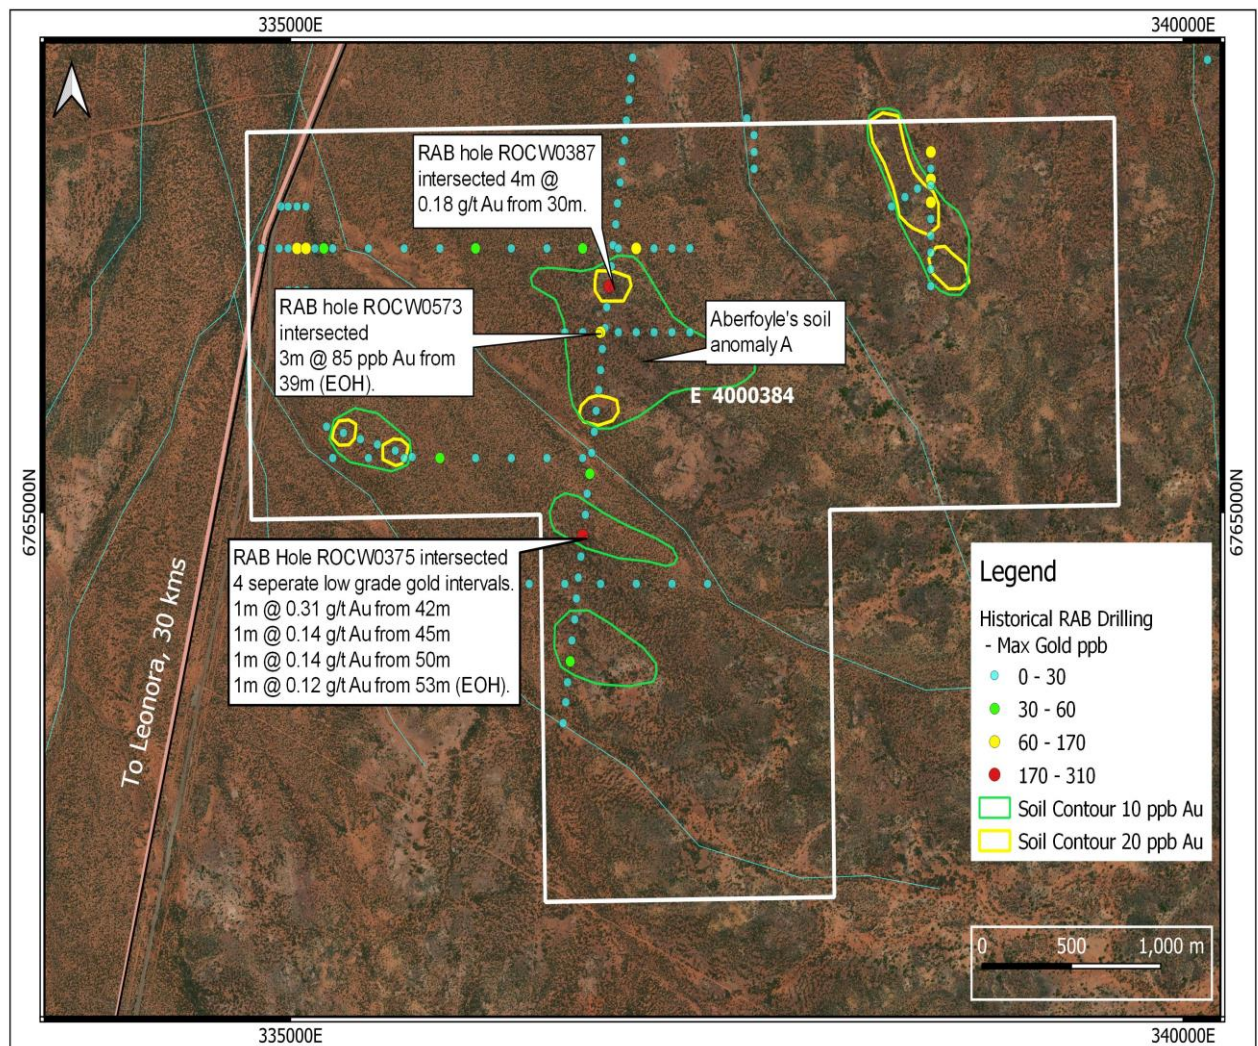 335000E
340000E
RAB hole ROCW0387
intersected 4m @
0.18 g/t Au from 30m.
RAB hole ROCW0573
intersected
3m @ 85 ppb Au from
39m (EOH).
Aberfoyle's soil
anomaly A
E 4000384
6765000N
6765000N
RAB Hole ROCW0375 intersected
4 seperate low grade gold intervals.
1m @ 0.31 g/t Au from 42m
1m @ 0.14 g/t Au from 45m
1m @ 0.14 g/t Au from 50m
1m @ 0.12 g/t Au from 53m (EOH).
To Leonora, 30 kms
Legend
Historical RAB Drilling
- Max Gold ppb
0 - 30
30 - 60
60 - 170
170 - 310
Soil Contour 10 ppb Au
Soil Contour 20 ppb Au
0 500 1,000 m
335000E
340000E